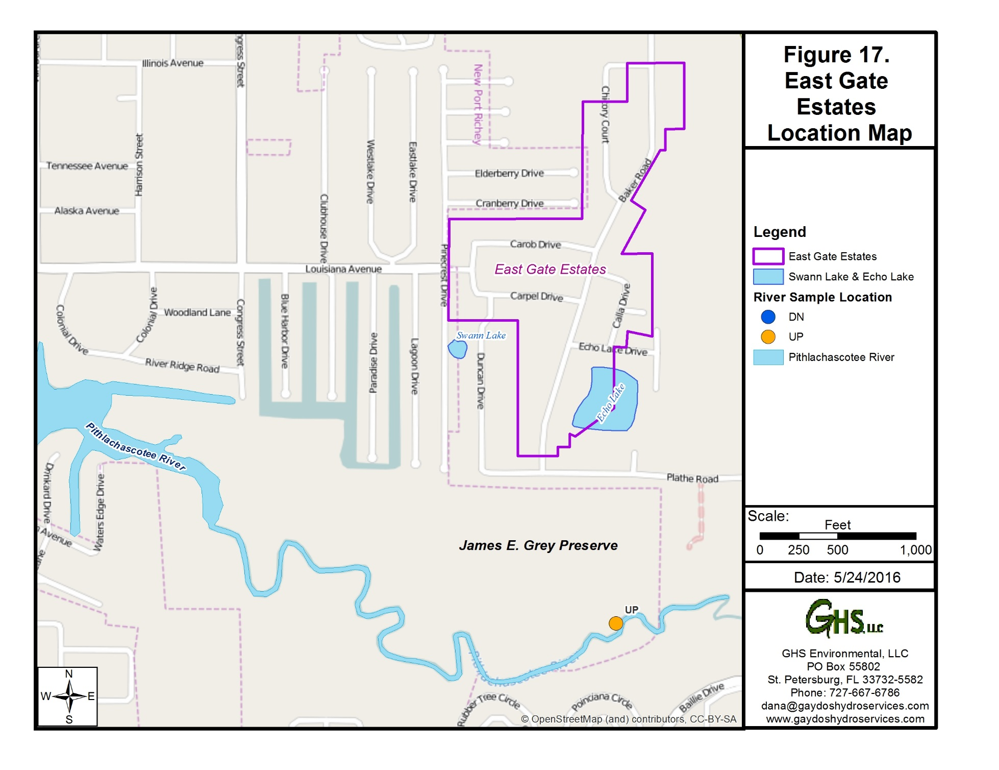 Figure 17.
East Gate
Estates
Location Map
Legend
East Gate Estates
Swann Lake & Echo Lake
River Sample Location
DN
UP
Pithlachascotee River
Scale:
Feet
0 250 500 1,000
Date: 5/24/2016
GHS LLC
GHS Environmental, LLC
PO Box 55802
St. Petersburg, FL 33732-5582
Phone: 727-667-6786
dana@gaydoshydroservices.com
www.gaydoshydroservices.com
Illinois Avenue
ngress Street
New Port Richey
Chicory Court
Harrison Street
Tennessee Avenue
Alaska Avenue
Westlake Drive
Eastlake Drive
Clubhouse Drive
Elderberry Drive
Cranberry Drive
Baker Road
Carob Drive
Pinecrest Drive
Louisiana Avenue
East Gate Estates
Carpel Drive
Calla Drive
Colonial Drive
Colonial Drive
Woodland Lane
Congress Street
Blue Harbor Drive
Paradise Drive
Lagoon Drive
Swann Lake
Duncan Drive
Echo Lake Drive
Echo Lake
River Ridge Road
Pithlachascotee River
Drinkard Drive
Waters Edge Drive
n Avenue
ane
Plathe Road
James E. Grey Preserve
UP
Pithlachascotee River
Rubber Tree Circle
Poinciana Circle
Baillie Drive
N
W E
S
© OpenStreetMap (and) contributors, CC-BY-SA